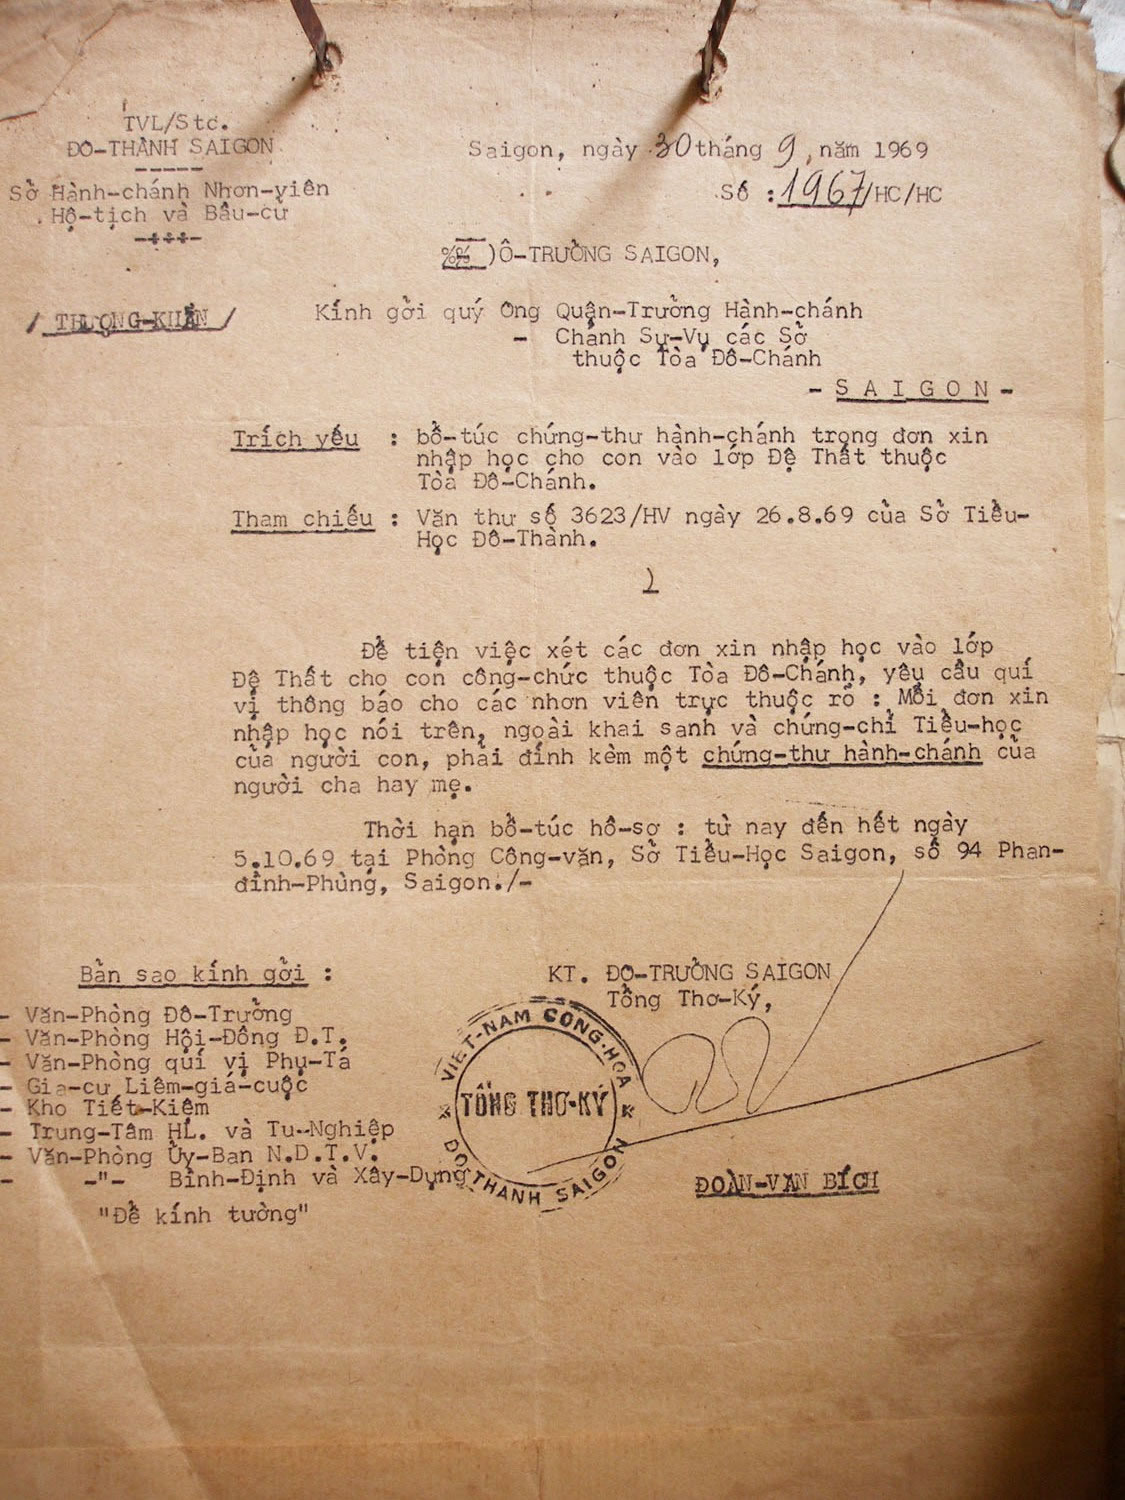 TVL/Stc.
ĐÔ-THÀNH SAIGON
-----
Sở Hành-chánh Nhơn-viên
Hộ-tịch và Bầu-cử
-+++-
Saigon, ngày 30 tháng 9, năm 1969
Số : 1967/HC/HC
Ô-TRƯỞNG SAIGON,
/ THƯỢNG-KHẨN /
Kính gởi quý Ông Quận-Trưởng Hành-chánh
- Chánh Sự-Vụ các Sở
thuộc Tòa Đô-Chánh
- S A I G O N -
Trích yếu : bổ-túc chứng-thư hành-chánh trong đơn xin
nhập học cho con vào lớp Đệ Thất thuộc
Tòa Đô-Chánh.
Tham chiếu : Văn thư số 3623/HV ngày 26.8.69 của Sở Tiểu-
Học Đô-Thành.
Để tiện việc xét các đơn xin nhập học vào lớp
Đệ Thất cho con công-chức thuộc Tòa Đô-Chánh, yêu cầu quí
vị thông báo cho các nhơn viên trực thuộc rõ : Mỗi đơn xin
nhập học nói trên, ngoài khai sanh và chứng-chỉ Tiểu-học
của người con, phải đính kèm một chứng-thư hành-chánh của
người cha hay mẹ.
Thời hạn bổ-túc hồ-sơ : từ nay đến hết ngày
5.10.69 tại Phòng Công-văn, Sở Tiểu-Học Saigon, số 94 Phan-
đình-Phùng, Saigon./-
Bản sao kính gởi :
- Văn-Phòng Đô-Trưởng
- Văn-Phòng Hội-Đồng Đ.T.
- Văn-Phòng quí vị Phụ-Tá
- Gia-cư Liêm-giá-cuộc
- Kho Tiết-Kiệm
- Trung-Tâm HL. và Tu-Nghiệp
- Văn-Phòng Ủy-Ban N.D.T.V.
- -"- Bình-Định và Xây-Dựng
"Để kính tường"
KT. ĐÔ-TRƯỞNG SAIGON
Tổng Thơ-Ký,
VIỆT-NAM CỘNG-HÒA
TỔNG THƠ-KÝ
ĐÔ THÀNH SAIGON
ĐOÀN-VĂN BÍCH